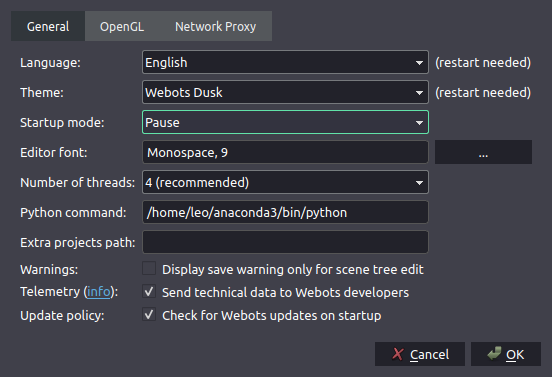 General OpenGL Network Proxy
Language: English (restart needed)
Theme: Webots Dusk (restart needed)
Startup mode: Pause
Editor font: Monospace, 9 ...
Number of threads: 4 (recommended)
Python command: /home/leo/anaconda3/bin/python
Extra projects path:
Warnings: Display save warning only for scene tree edit
Telemetry (info): Send technical data to Webots developers
Update policy: Check for Webots updates on startup
Cancel OK